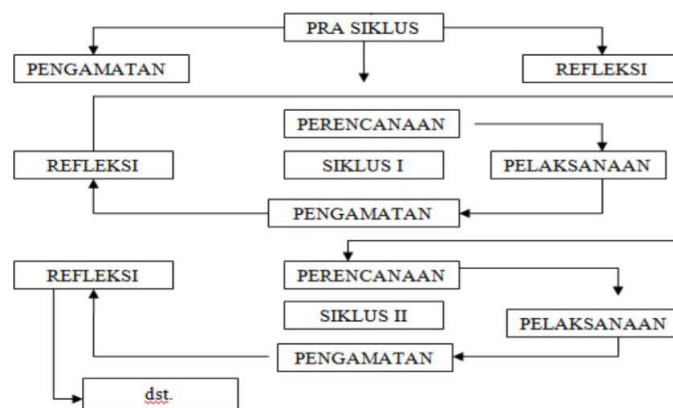 PRA SIKLUS
PENGAMATAN
REFLEKSI
PERENCANAAN
REFLEKSI
SIKLUS I
PELAKSANAAN
PENGAMATAN
REFLEKSI
PERENCANAAN
SIKLUS II
PELAKSANAAN
PENGAMATAN
dst.